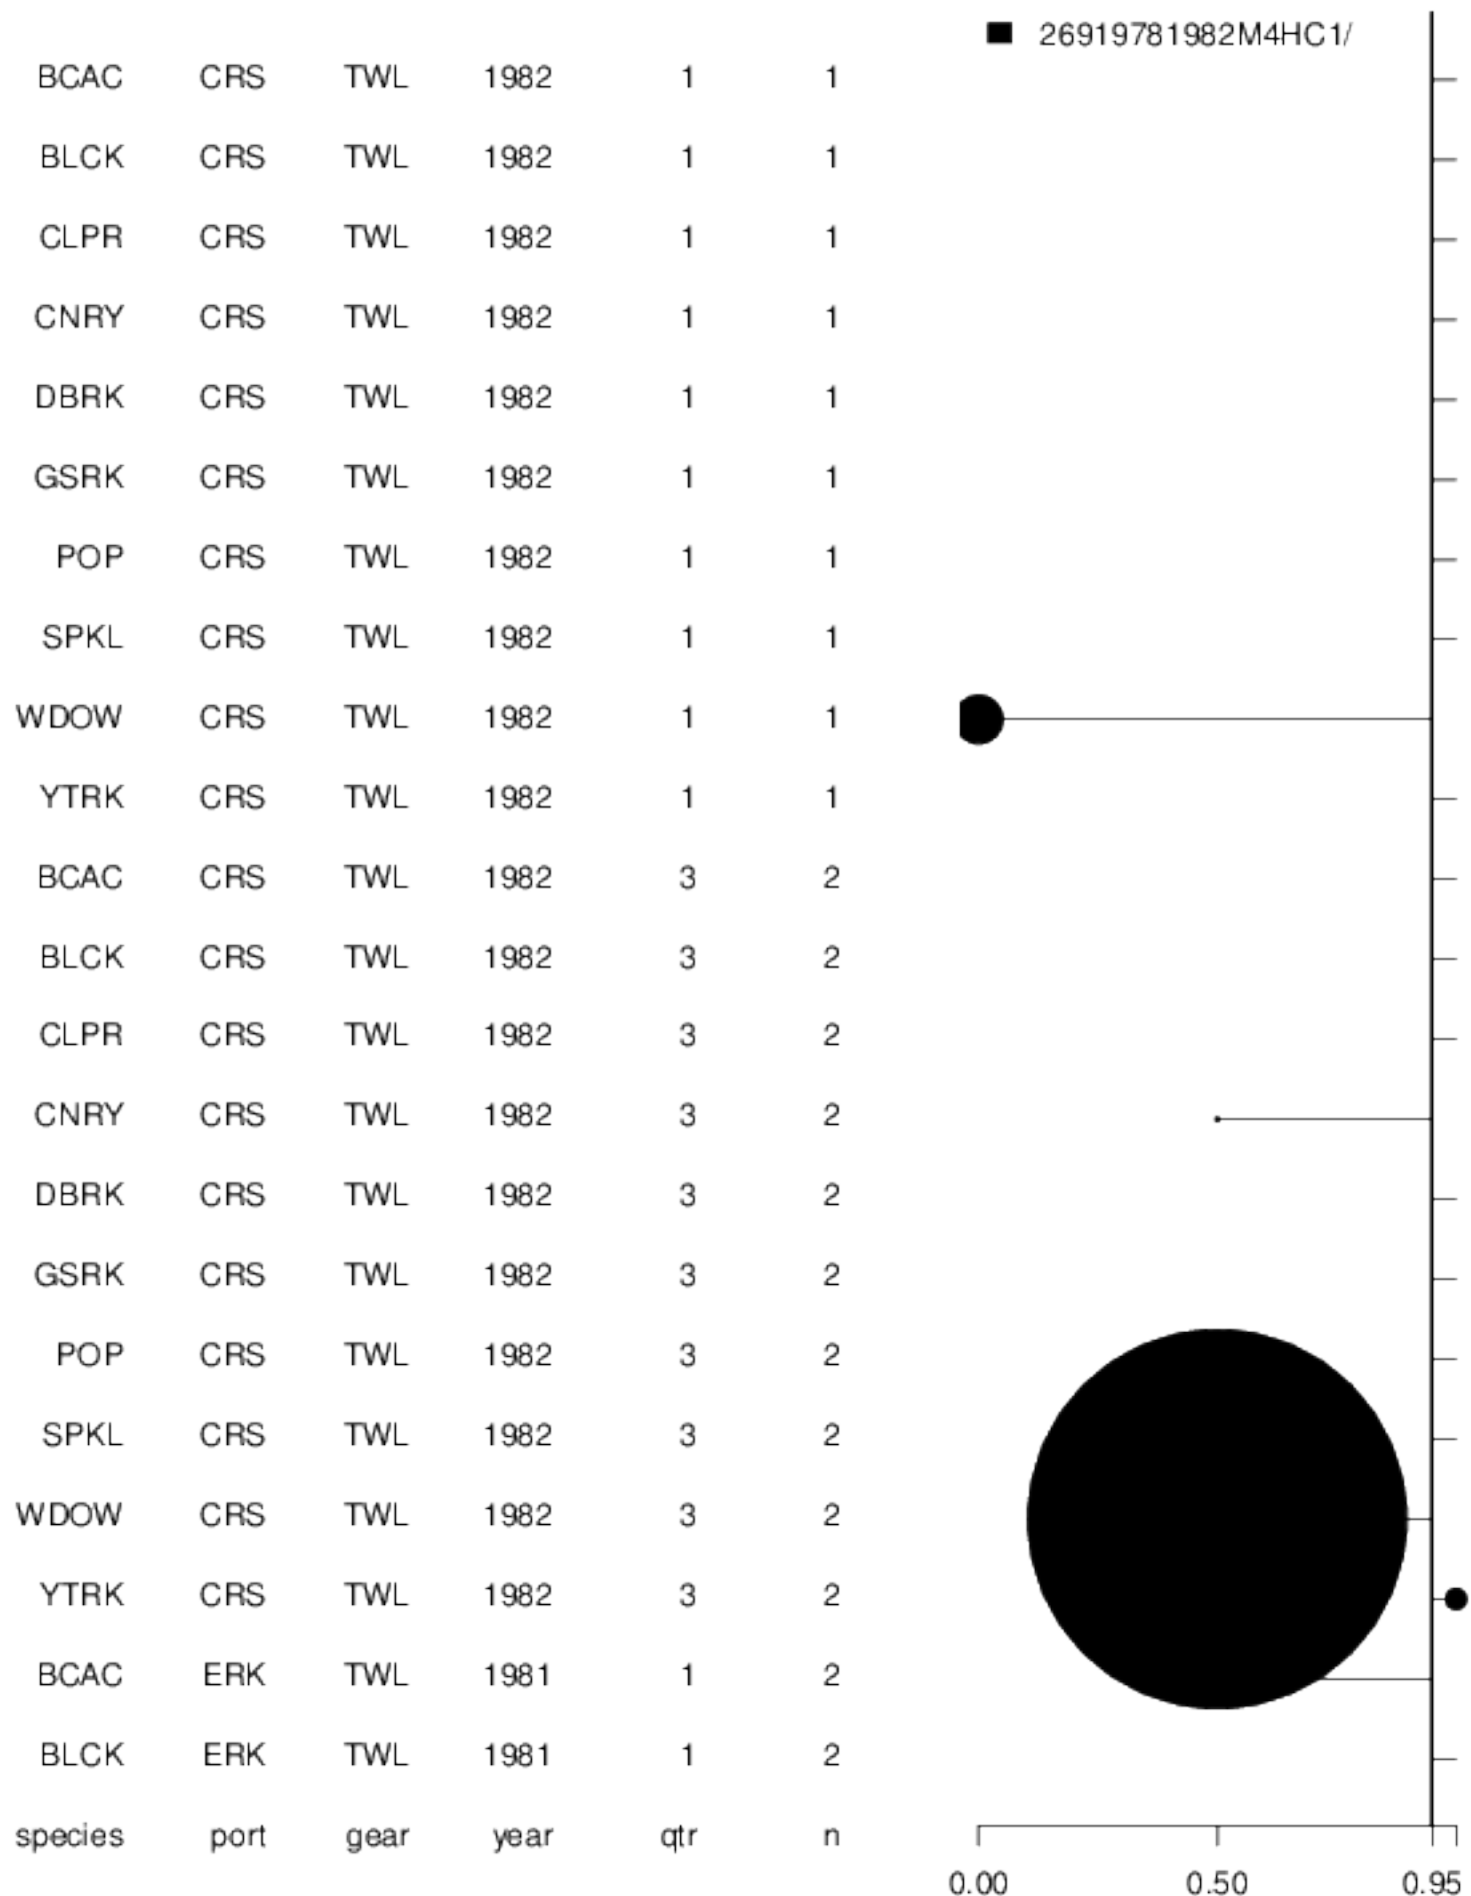 26919781982M4HC1/
BCAC CRS TWL 1982 1 1
BLCK CRS TWL 1982 1 1
CLPR CRS TWL 1982 1 1
CNRY CRS TWL 1982 1 1
DBRK CRS TWL 1982 1 1
GSRK CRS TWL 1982 1 1
POP CRS TWL 1982 1 1
SPKL CRS TWL 1982 1 1
WDOW CRS TWL 1982 1 1
YTRK CRS TWL 1982 1 1
BCAC CRS TWL 1982 3 2
BLCK CRS TWL 1982 3 2
CLPR CRS TWL 1982 3 2
CNRY CRS TWL 1982 3 2
DBRK CRS TWL 1982 3 2
GSRK CRS TWL 1982 3 2
POP CRS TWL 1982 3 2
SPKL CRS TWL 1982 3 2
WDOW CRS TWL 1982 3 2
YTRK CRS TWL 1982 3 2
BCAC ERK TWL 1981 1 2
BLCK ERK TWL 1981 1 2
species port gear year qtr n
0.00 0.50 0.95